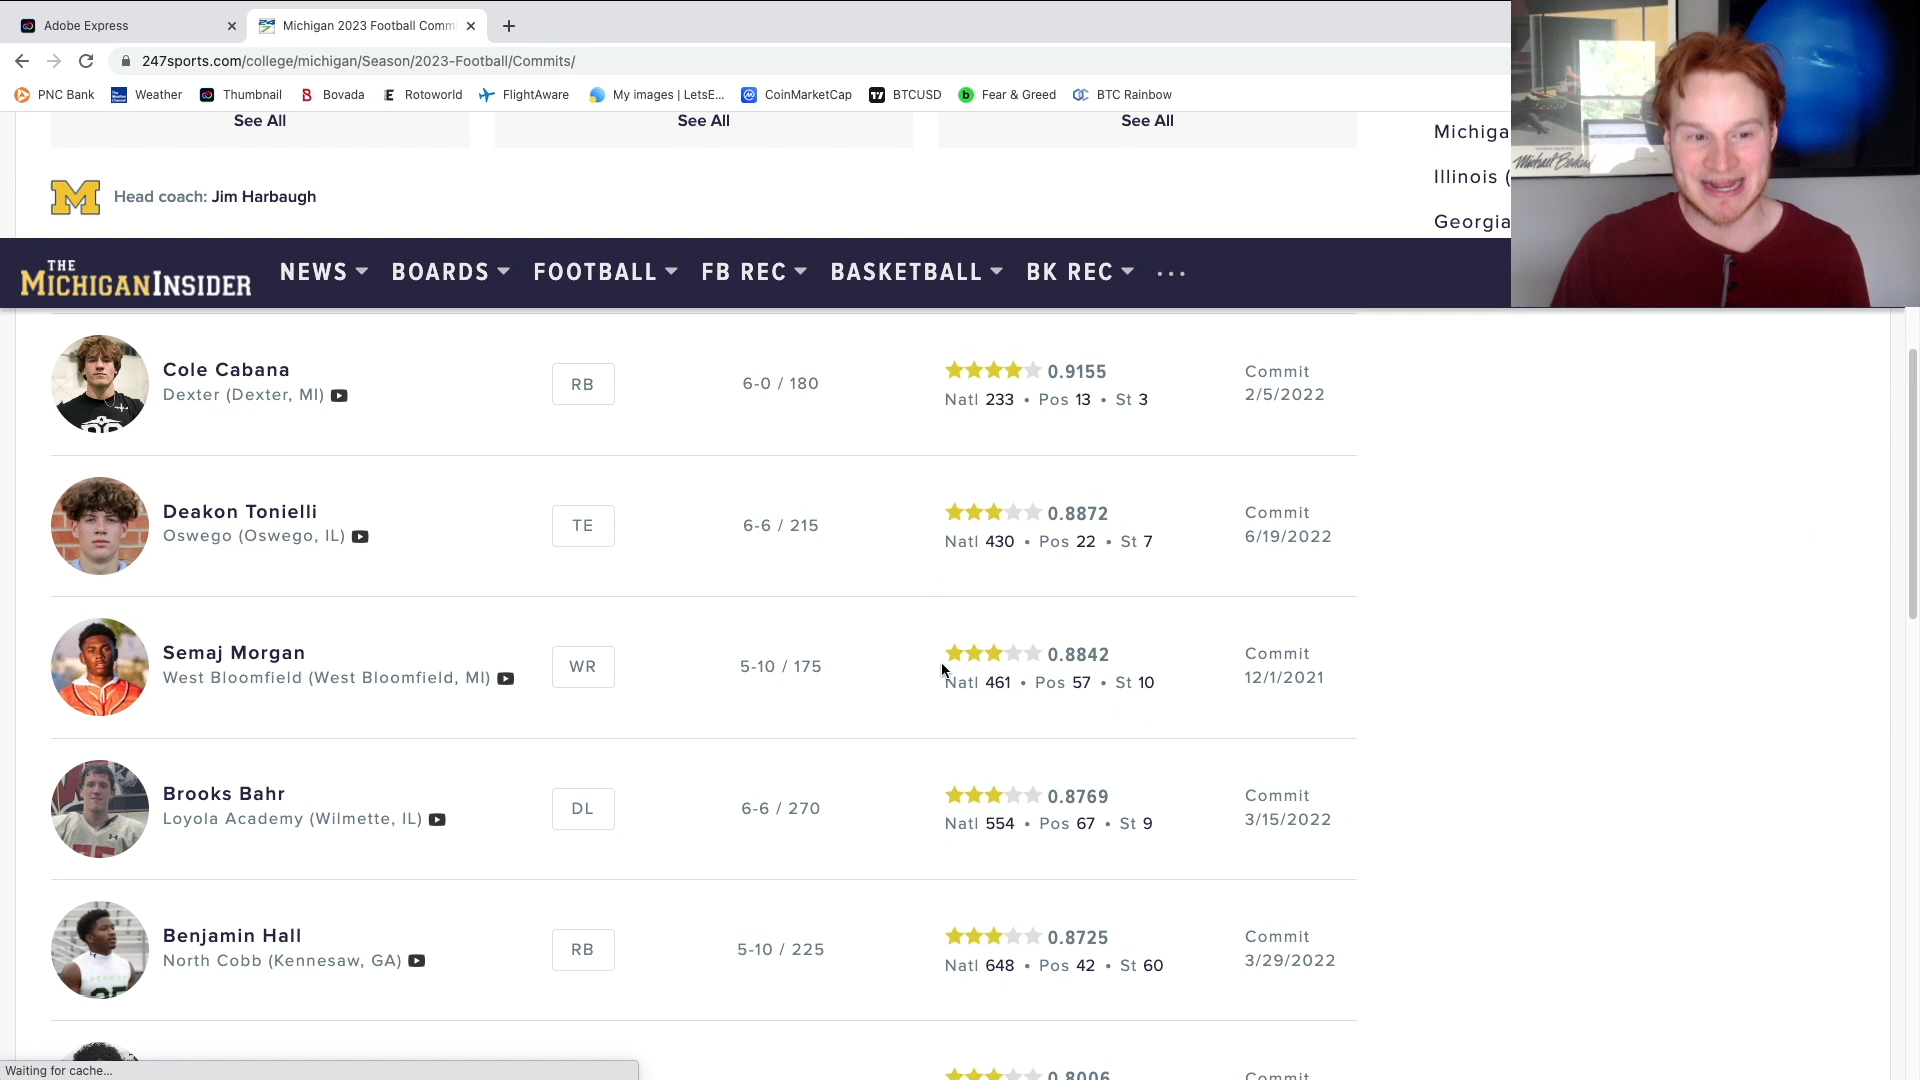 Adobe Express
Michigan 2023 Football Comm
247sports.com/college/michigan/Season/2023-Football/Commits/
PNC Bank Weather Thumbnail Bovada Rotoworld FlightAware My images | LetsE... CoinMarketCap BTCUSD Fear & Greed BTC Rainbow
See All See All See All
Michiga
Illinois (
Georgia
M Head coach: Jim Harbaugh
THE
MICHIGANINSIDER
NEWS BOARDS FOOTBALL FB REC BASKETBALL BK REC ...
Cole Cabana
Dexter (Dexter, MI)
RB
6-0 / 180
0.9155
Natl 233 • Pos 13 • St 3
Commit
2/5/2022
Deakon Tonielli
Oswego (Oswego, IL)
TE
6-6 / 215
0.8872
Natl 430 • Pos 22 • St 7
Commit
6/19/2022
Semaj Morgan
West Bloomfield (West Bloomfield, MI)
WR
5-10 / 175
0.8842
Natl 461 • Pos 57 • St 10
Commit
12/1/2021
Brooks Bahr
Loyola Academy (Wilmette, IL)
DL
6-6 / 270
0.8769
Natl 554 • Pos 67 • St 9
Commit
3/15/2022
Benjamin Hall
North Cobb (Kennesaw, GA)
RB
5-10 / 225
0.8725
Natl 648 • Pos 42 • St 60
Commit
3/29/2022
Commit
Waiting for cache...